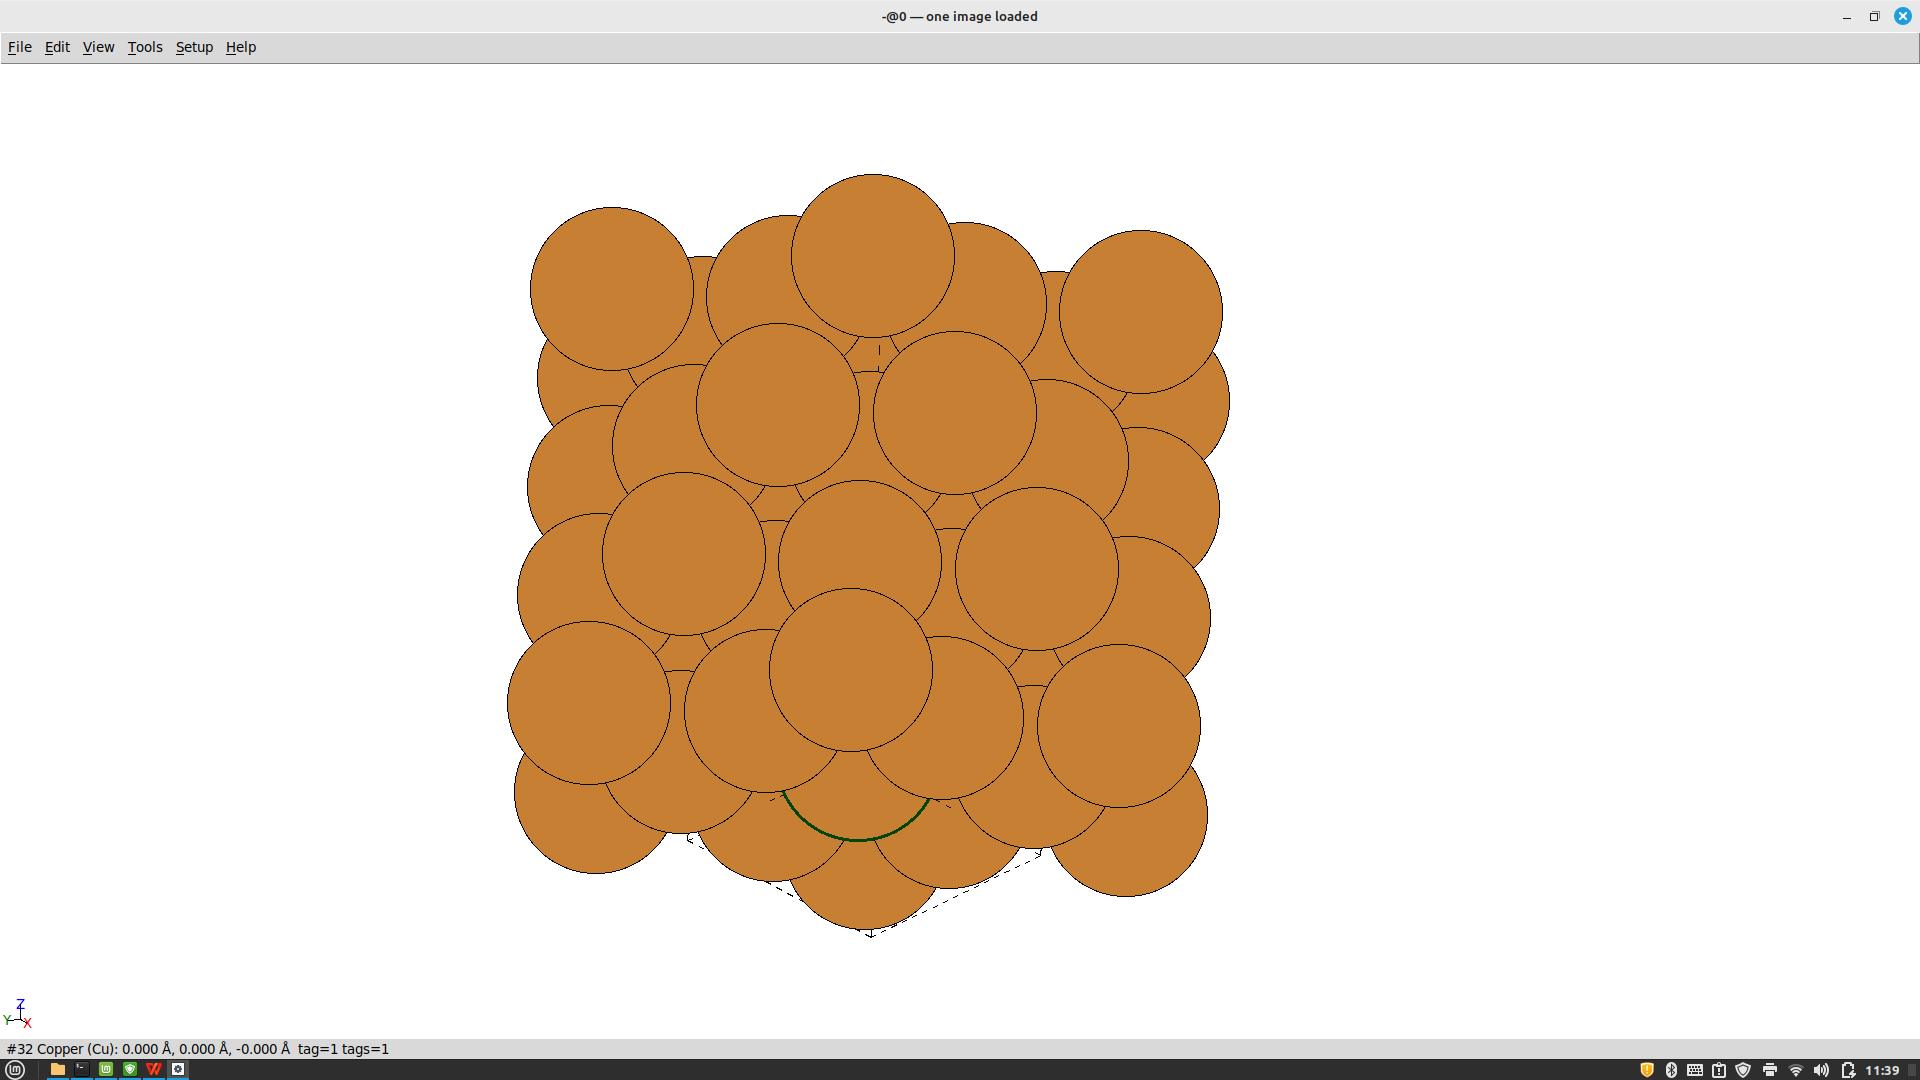 -@0 — one image loaded
File Edit View Tools Setup Help
Z
Y X
#32 Copper (Cu): 0.000 Å, 0.000 Å, -0.000 Å tag=1 tags=1
11:39